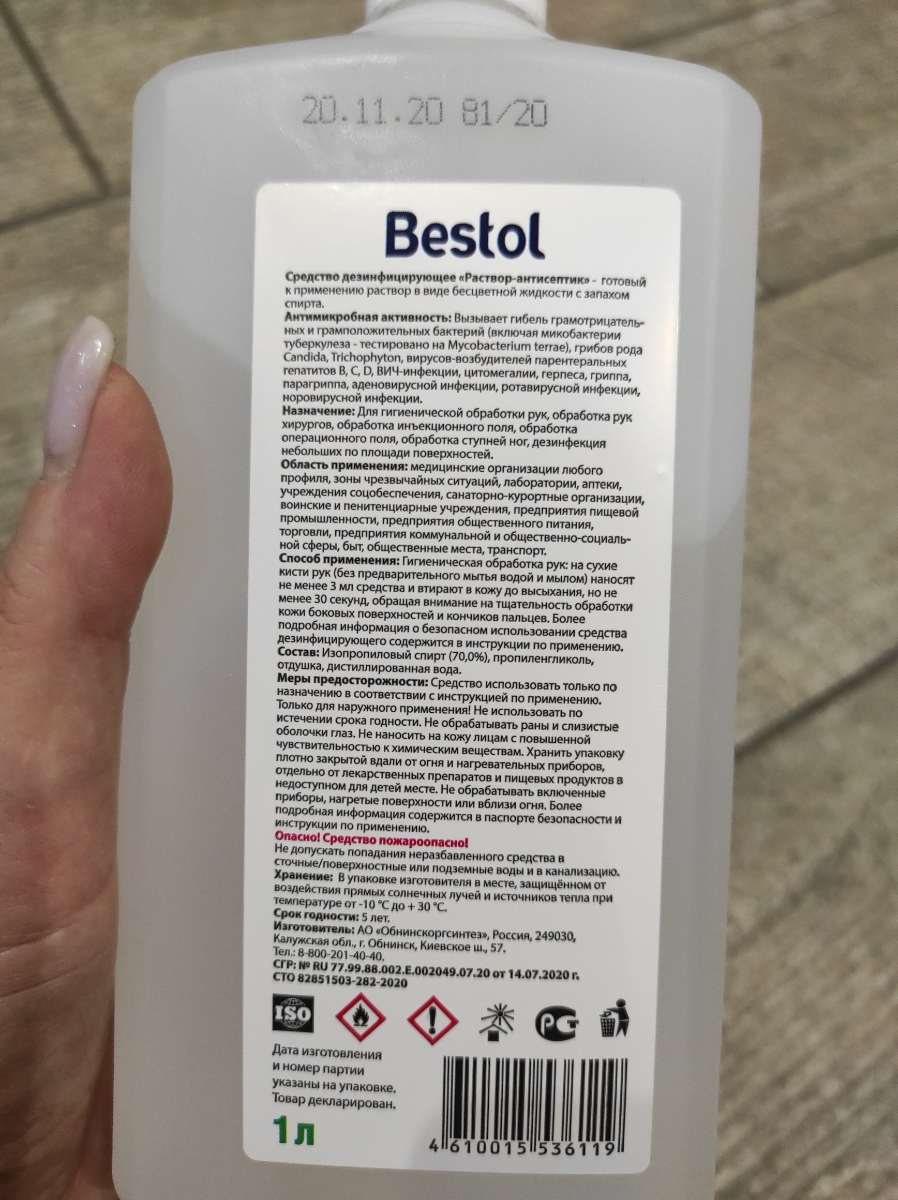 20.11.20 81/20
Bestol
Средство дезинфицирующее «Раствор-антисептик» - готовый
к применению раствор в виде бесцветной жидкости с запахом
спирта.
Антимикробная активность: Вызывает гибель грамотрицатель-
ных и грамположительных бактерий (включая микобактерии
туберкулеза - тестировано на Mycobacterium terrae), грибов рода
Candida, Trichophyton, вирусов-возбудителей парентеральных
гепатитов В, С, D, ВИЧ-инфекции, цитомегалии, герпеса, гриппа,
парагриппа, аденовирусной инфекции, ротавирусной инфекции,
норовирусной инфекции.
Назначение: Для гигиенической обработки рук, обработка рук
хирургов, обработка инъекционного поля, обработка
операционного поля, обработка ступней ног, дезинфекция
небольших по площади поверхностей.
Область применения: медицинские организации любого
профиля, зоны чрезвычайных ситуаций, лаборатории, аптеки,
учреждения соцобеспечения, санаторно-курортные организации,
воинские и пенитенциарные учреждения, предприятия пищевой
промышленности, предприятия общественного питания,
торговли, предприятия коммунальной и общественно-социаль-
ной сферы, быт, общественные места, транспорт.
Способ применения: Гигиеническая обработка рук: на сухие
кисти рук (без предварительного мытья водой и мылом) наносят
не менее 3 мл средства и втирают в кожу до высыхания, но не
менее 30 секунд, обращая внимание на тщательность обработки
кожи боковых поверхностей и кончиков пальцев. Более
подробная информация о безопасном использовании средства
дезинфицирующего содержится в инструкции по применению.
Состав: Изопропиловый спирт (70,0%), пропиленгликоль,
отдушка, дистиллированная вода.
Меры предосторожности: Средство использовать только по
назначению в соответствии с инструкцией по применению.
Только для наружного применения! Не использовать по
истечении срока годности. Не обрабатывать раны и слизистые
оболочки глаз. Не наносить на кожу лицам с повышенной
чувствительностью к химическим веществам. Хранить упаковку
плотно закрытой вдали от огня и нагревательных приборов,
отдельно от лекарственных препаратов и пищевых продуктов в
недоступном для детей месте. Не обрабатывать включенные
приборы, нагретые поверхности или вблизи огня. Более
подробная информация содержится в паспорте безопасности и
инструкции по применению.
Опасно! Средство пожароопасно!
Не допускать попадания неразбавленного средства в
сточные/поверхностные или подземные воды и в канализацию.
Хранение: В упаковке изготовителя в месте, защищённом от
воздействия прямых солнечных лучей и источников тепла при
температуре от -10 °С до + 30 °С.
Срок годности: 5 лет.
Изготовитель: АО «Обнинскоргсинтез», Россия, 249030,
Калужская обл., г. Обнинск, Киевское ш., 57.
Тел.: 8-800-201-40-40.
СГР: № RU 77.99.88.002.Е.002049.07.20 от 14.07.2020 г.
СТО 82851503-282-2020
ISO
РСТ
Дата изготовления
и номер партии
указаны на упаковке.
Товар декларирован.
1 л
4 610015 536119